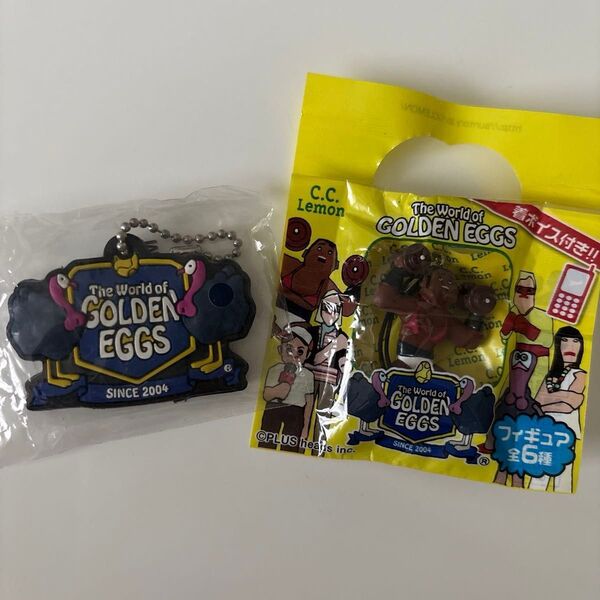 The World of
GOLDEN
EGGS
SINCE 2004
®
C.C.
Lemon
The World of
GOLDEN EGGS
着ボイス付き!!
C.C.
Lemon
The World of
GOLDEN
EGGS
SINCE 2004
®
©PLUS heads inc.
フィギュア
全6種